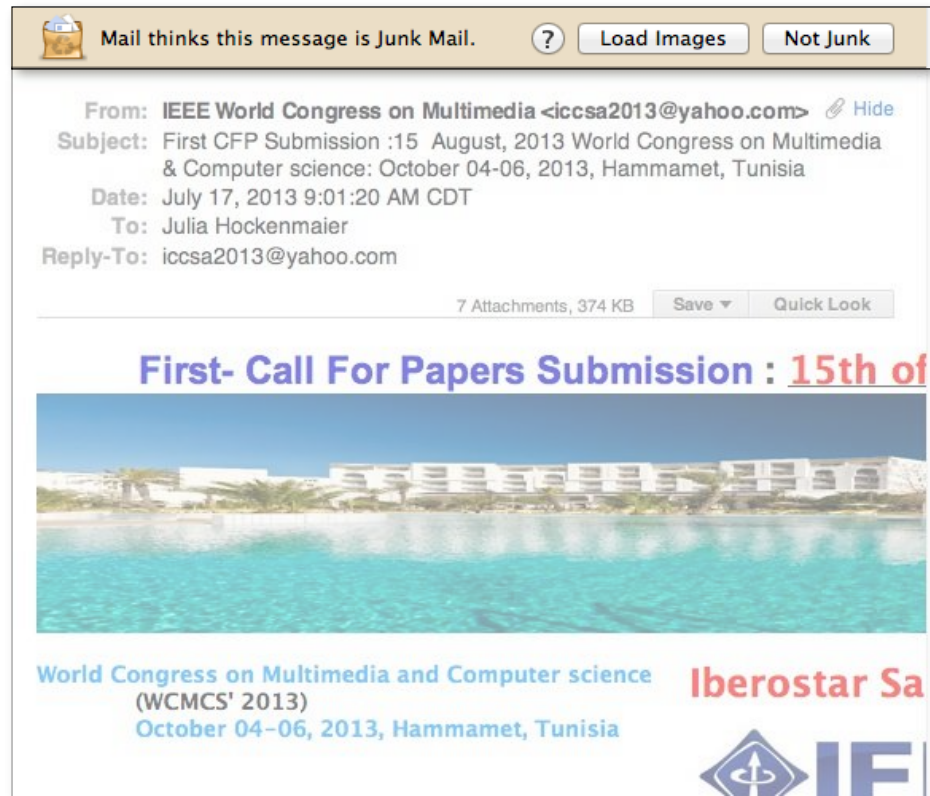 Mail thinks this message is Junk Mail. ? Load Images Not Junk
From: IEEE World Congress on Multimedia <iccsa2013@yahoo.com> Hide
Subject: First CFP Submission :15 August, 2013 World Congress on Multimedia
& Computer science: October 04-06, 2013, Hammamet, Tunisia
Date: July 17, 2013 9:01:20 AM CDT
To: Julia Hockenmaier
Reply-To: iccsa2013@yahoo.com
7 Attachments, 374 KB Save Quick Look
First- Call For Papers Submission : 15th of
World Congress on Multimedia and Computer science
(WCMCS' 2013)
October 04-06, 2013, Hammamet, Tunisia
Iberostar Sa